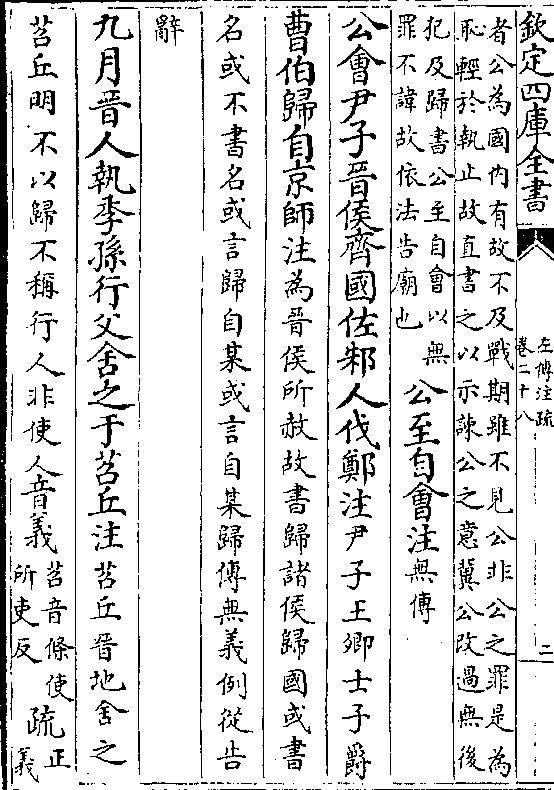 欽定四庫全書
左傳注疏
卷二十八
二
者公為國内有故不及戰期雖不見公非公之罪是為
恥輕於執止故直書之以示諫公之意冀公改過無後
犯及歸書公至自會以無
罪不諱故依法告廟也
公至自會注無傳
公會尹子晉侯齊國佐邾人伐鄭注尹子王卿士子爵
曹伯歸自京師注為晉侯所赦故書歸諸侯歸國或書
名或不書名或言歸自某或言自某歸傳無義例從告
辭
九月晉人執季孫行父舍之于苕丘注苕丘晉地舍之
苕丘明不以歸不稱行人非使人音義
苕音條使
所吏反
疏
正
義